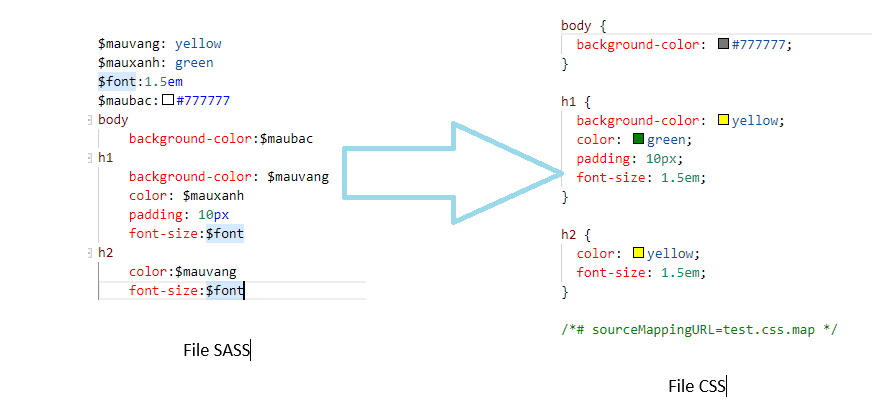 $mauvang: yellow
$mauxanh: green
$font:1.5em
$maubac:#777777
body
background-color:$maubac
h1
background-color: $mauvang
color: $mauxanh
padding: 10px
font-size:$font
h2
color:$mauvang
font-size:$font
File SASS
body {
background-color: #777777;
}
h1 {
background-color: yellow;
color: green;
padding: 10px;
font-size: 1.5em;
}
h2 {
color: yellow;
font-size: 1.5em;
}
/*# sourceMappingURL=test.css.map */
File CSS